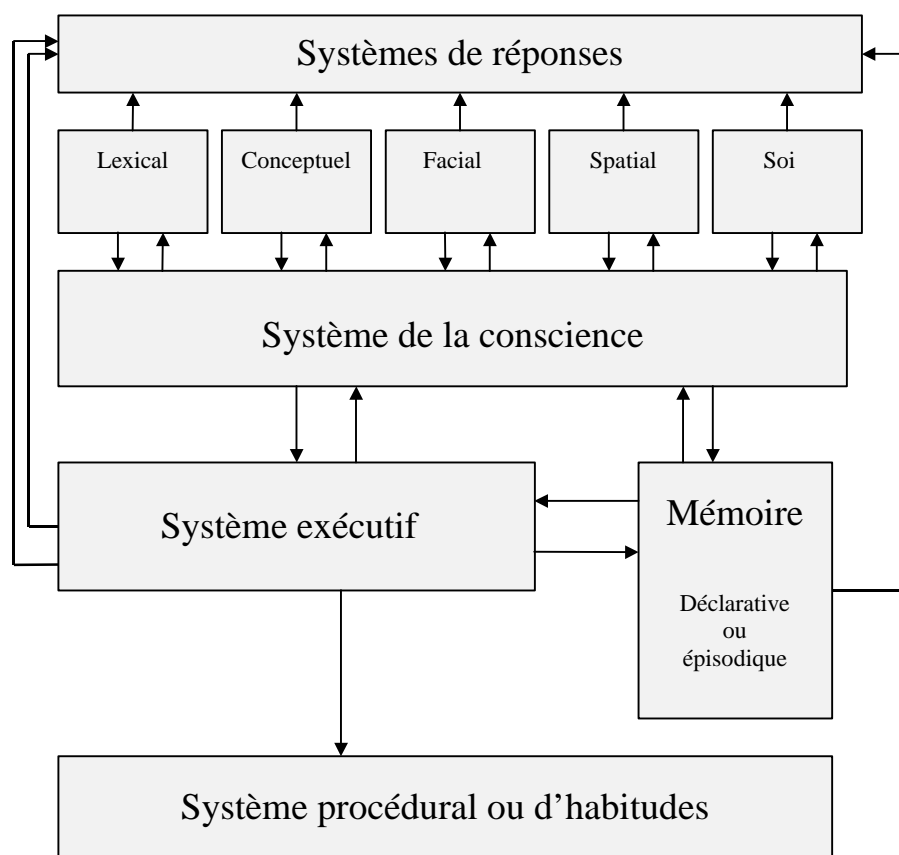 Systèmes de réponses
Lexical
Conceptuel
Facial
Spatial
Soi
Système de la conscience
Système exécutif
Mémoire
Déclarative
ou
épisodique
Système procédural ou d’habitudes